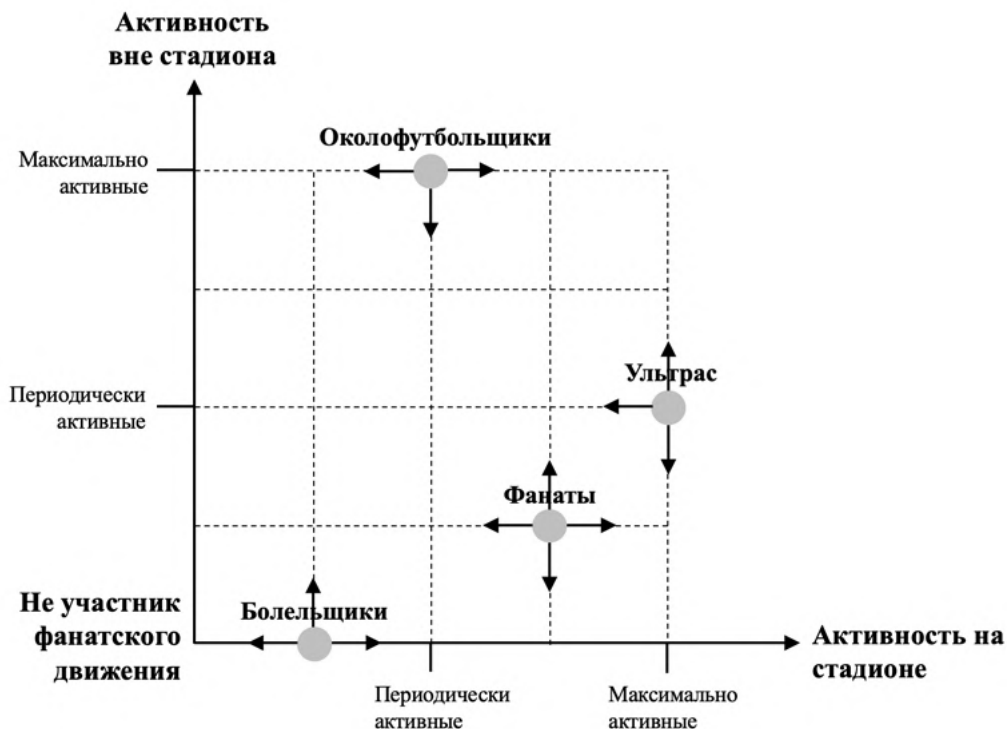 Активность
вне стадиона
Околофутбольщики
Максимально
активные
Ультрас
Периодически
активные
Фанаты
Не участник
фанатского
движения
Болельщики
Активность на
стадионе
Периодически
активные
Максимально
активные